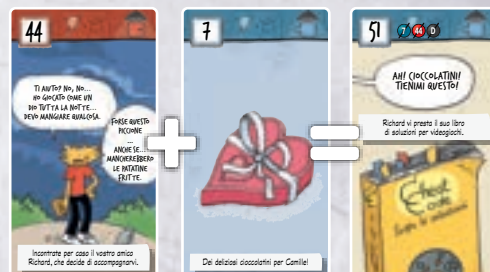 44
TI AIUTO? NO, NO...
HO GIOCATO COME UN
DIO TUTTA LA NOTTE...
DEVO MANGIARE QUALCOSA.
FORSE QUESTO
PICCIONE
...
ANCHE SE...
MANCHEREBBERO
LE PATATINE
FRITTE.
Incontrate per caso il vostro amico
Richard, che decide di accompagnarvi.
7
Dei deliziosi cioccolatini per Camille!
51
7 44 D
AH! CIOCCOLATINI!
TIENIMI QUESTO!
Richard vi presta il suo libro
di soluzioni per videogiochi.
Cheat
Code